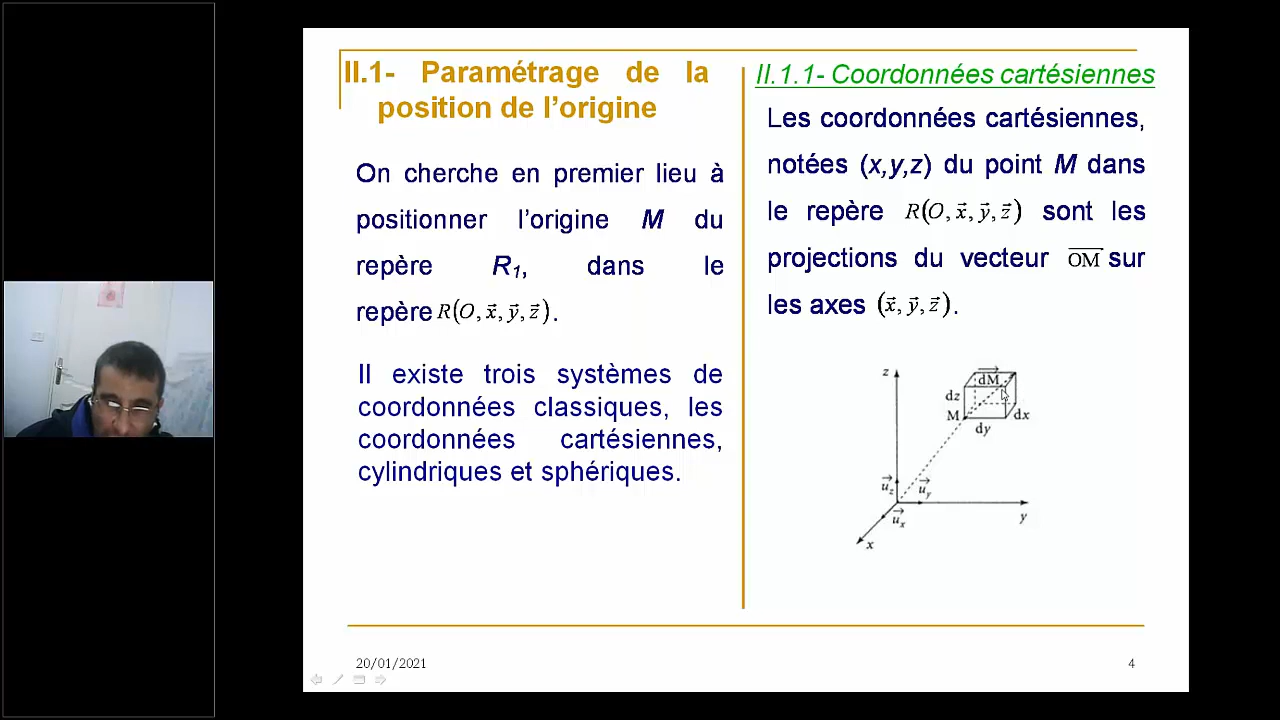 II.1- Paramétrage de la
position de l’origine
On cherche en premier lieu à
positionner l’origine M du
repère R1, dans le
repère R(O, x⃗, y⃗, z⃗).
Il existe trois systèmes de
coordonnées classiques, les
coordonnées cartésiennes,
cylindriques et sphériques.
II.1.1- Coordonnées cartésiennes
Les coordonnées cartésiennes,
notées (x,y,z) du point M dans
le repère R(O, x⃗, y⃗, z⃗) sont les
projections du vecteur OM sur
les axes (x⃗, y⃗, z⃗).
z
dM
dz
M
dx
dy
uz
uy
ux
y
x
20/01/2021
4